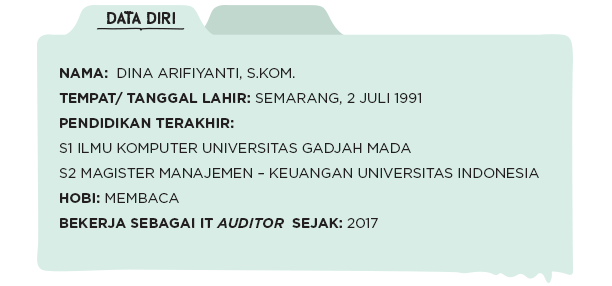 DATA DIRI
NAMA: DINA ARIFIYANTI, S.KOM.
TEMPAT/ TANGGAL LAHIR: SEMARANG, 2 JULI 1991
PENDIDIKAN TERAKHIR:
S1 ILMU KOMPUTER UNIVERSITAS GADJAH MADA
S2 MAGISTER MANAJEMEN – KEUANGAN UNIVERSITAS INDONESIA
HOBI: MEMBACA
BEKERJA SEBAGAI IT AUDITOR SEJAK: 2017